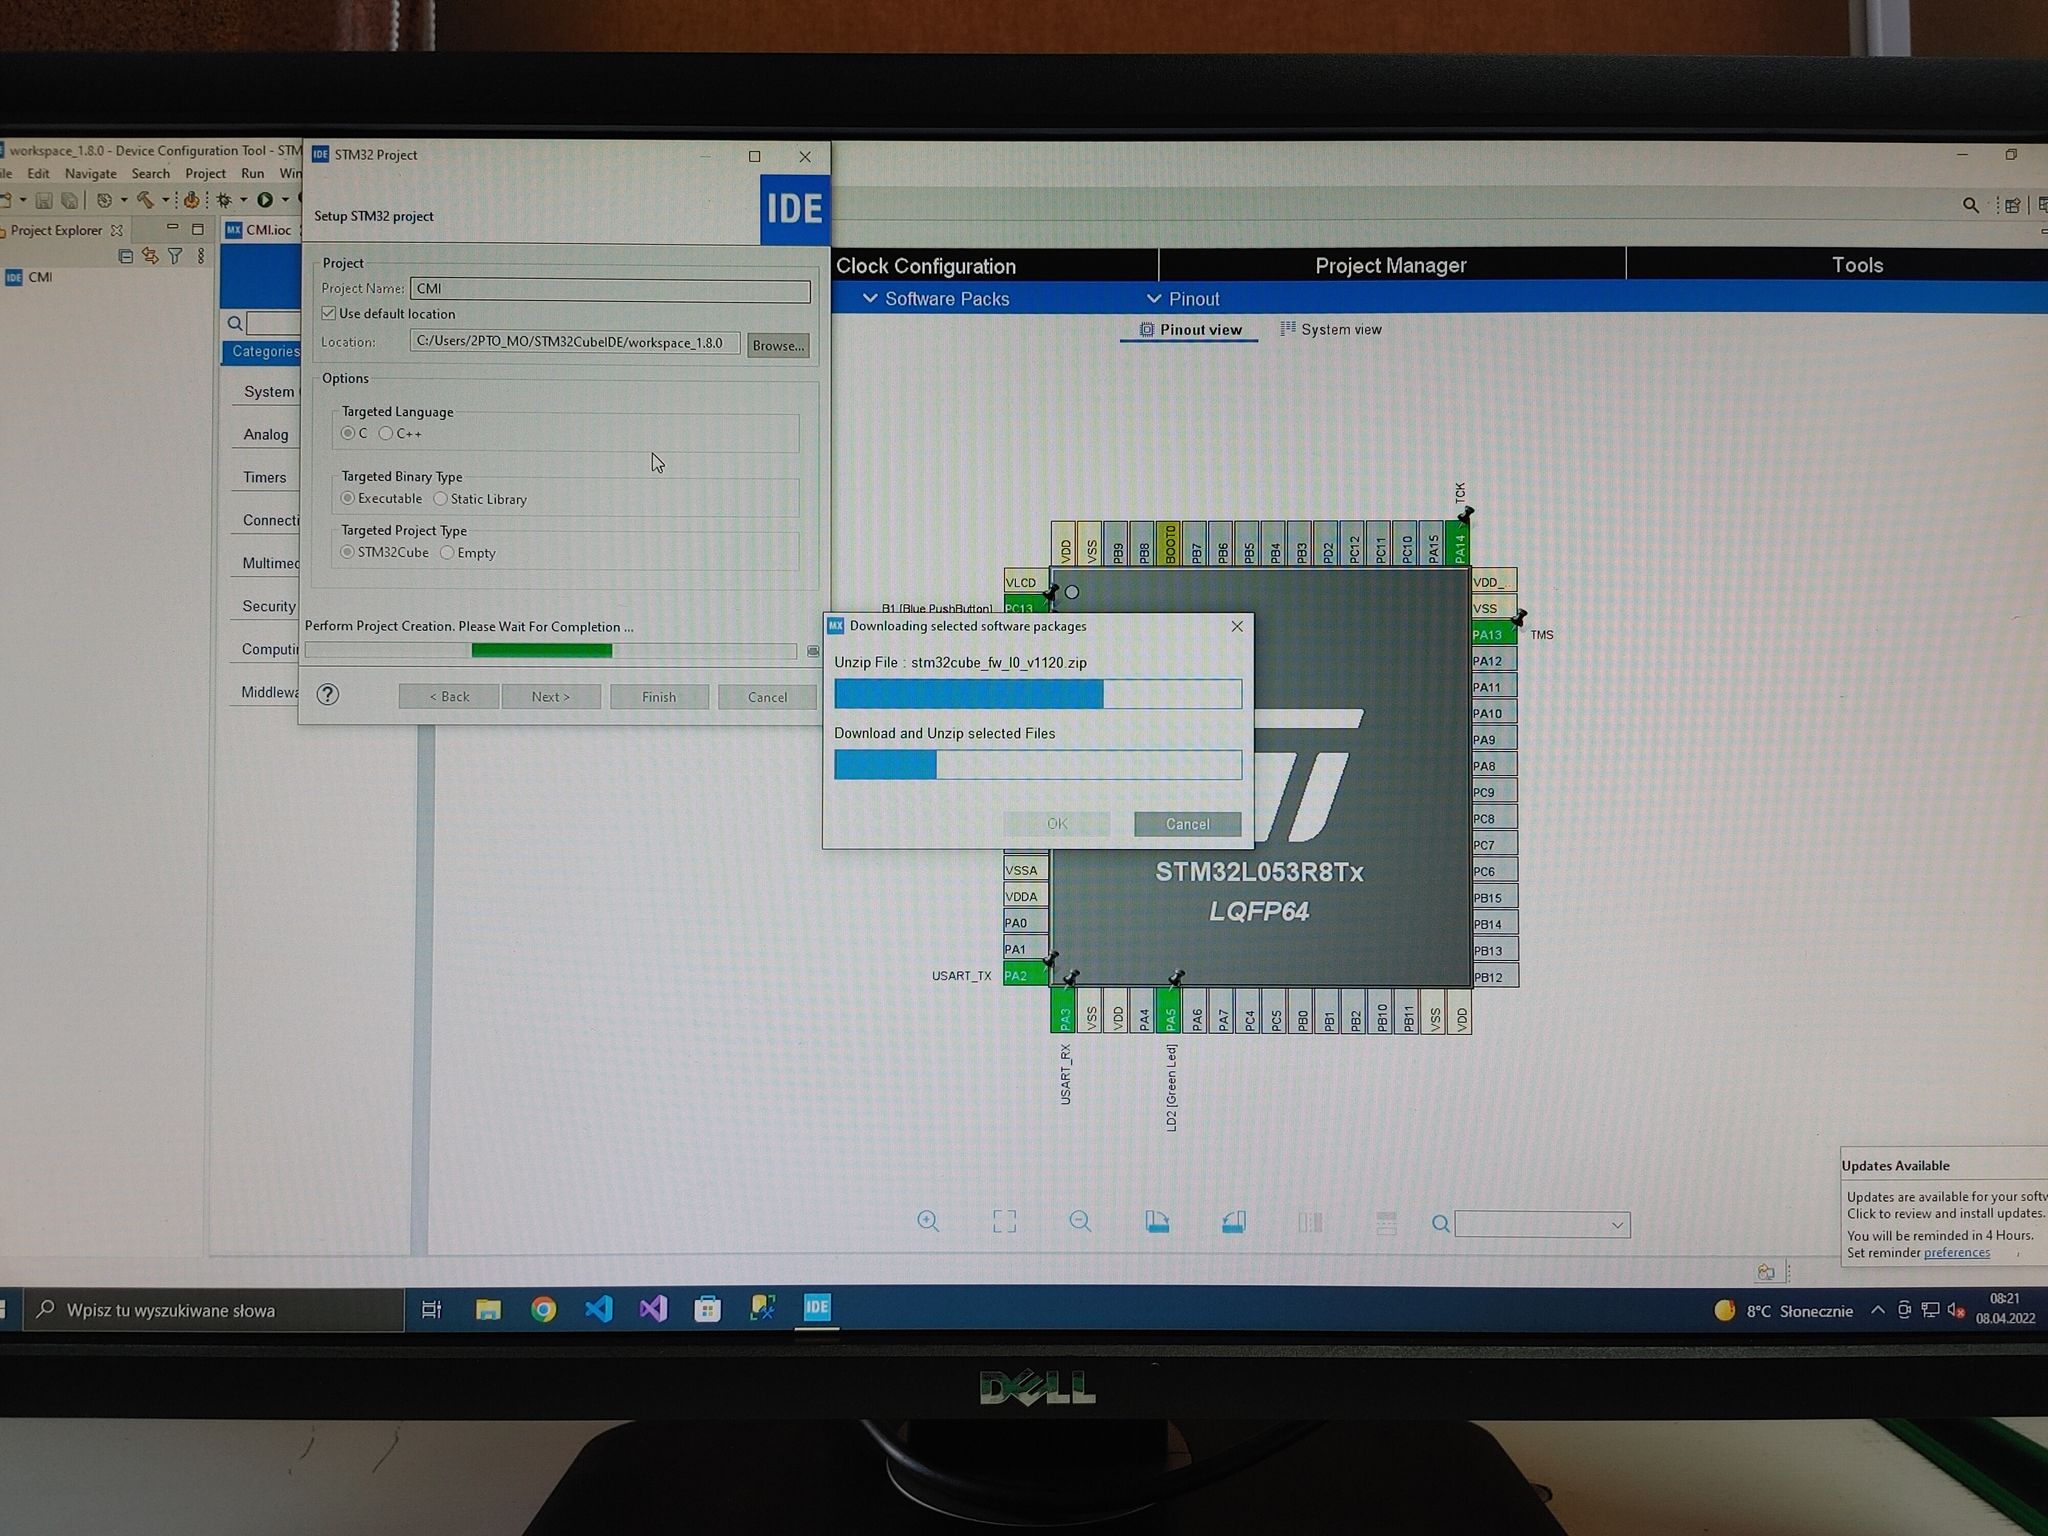 workspace_1.8.0 - Device Configuration Tool - STM
Edit Navigate Search Project Run
Project Explorer
CMI
MX CMI.ioc
Categories
System
Analog
Timers
Security
IDE STM32 Project
Setup STM32 project
IDE
Project
Project Name: CMI
Use default location
Location: C:/Users/2PTO_MO/STM32CubeIDE/workspace_1.8.0 Browse...
Options
Targeted Language
C C++
Targeted Binary Type
Executable Static Library
Targeted Project Type
STM32Cube Empty
Perform Project Creation. Please Wait For Completion ...
? < Back Next > Finish Cancel
Clock Configuration Project Manager Tools
Software Packs Pinout
Pinout view System view
MX Downloading selected software packages
Unzip File : stm32cube_fw_l0_v1120.zip
Download and Unzip selected Files
OK Cancel
TCK
VDD VSS PB9 PB8 BOOT0 PB7 PB6 PB5 PB4 PB3 PD2 PC12 PC11 PC10 PA15 PA14
VLCD
B1 [Blue PushButton] PC13
VSSA
VDDA
PA0
PA1
USART_TX PA2
STM32L053R8Tx
LQFP64
VDD_...
VSS
PA13 TMS
PA12
PA11
PA10
PA9
PA8
PC9
PC8
PC7
PC6
PB15
PB14
PB13
PB12
PA3 VSS VDD PA4 PA5 PA6 PA7 PC4 PC5 PB0 PB1 PB2 PB10 PB11 VSS VDD
USART_RX
LD2 [Green Led]
Updates Available
Updates are available for your softw
Click to review and install updates.
You will be reminded in 4 Hours.
Set reminder preferences
Wpisz tu wyszukiwane słowa
IDE
8°C Słonecznie
08:21
08.04.2022
DELL